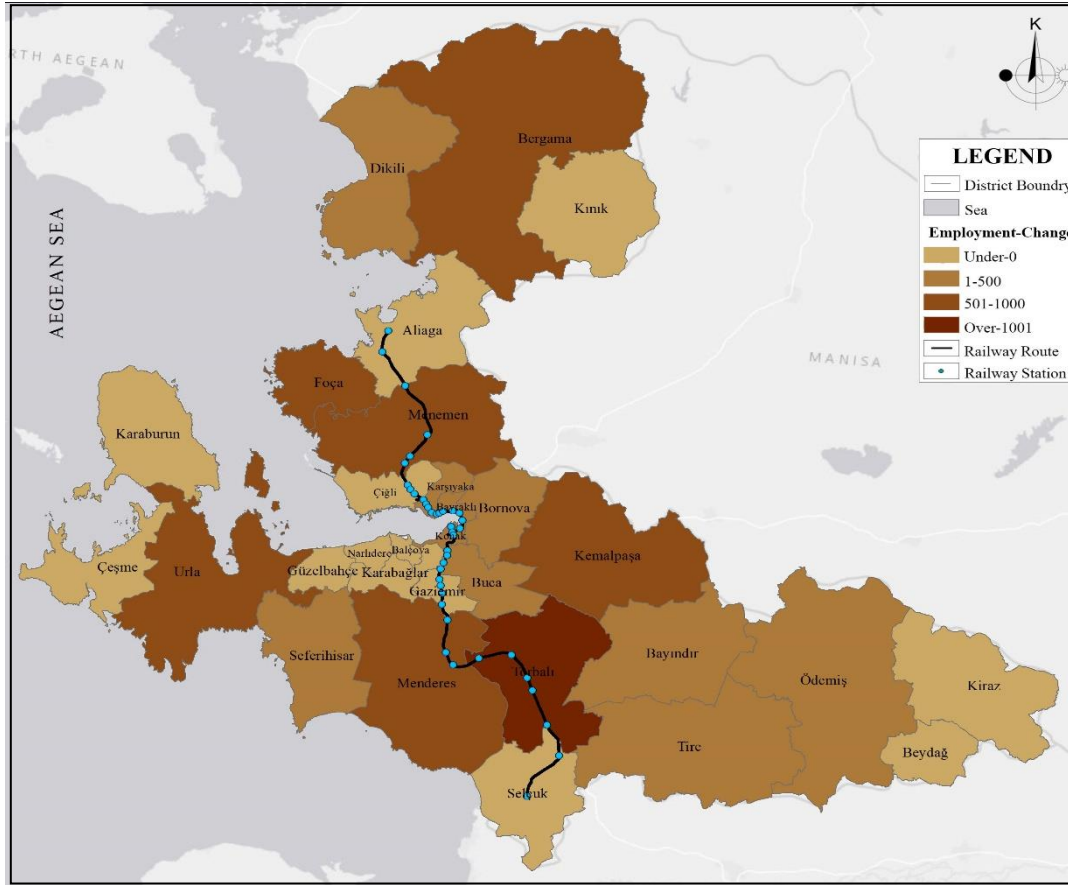 RTH AEGEAN
K
Bergama
Dikili
Kınık
LEGEND
District Boundry
Sea
Employment-Change
Under-0
1-500
501-1000
Over-1001
Railway Route
Railway Station
AEGEAN SEA
Aliaga
MANISA
Foça
Menemen
Karaburun
Çiğli
Karşıyaka
Bayraklı
Bornova
Konak
Kemalpaşa
Narlıdere
Balçova
Çeşme
Urla
Güzelbahçe
Karabağlar
Buca
Gaziemir
Seferihisar
Menderes
Torbalı
Bayındır
Ödemiş
Kiraz
Tire
Beydağ
Selçuk